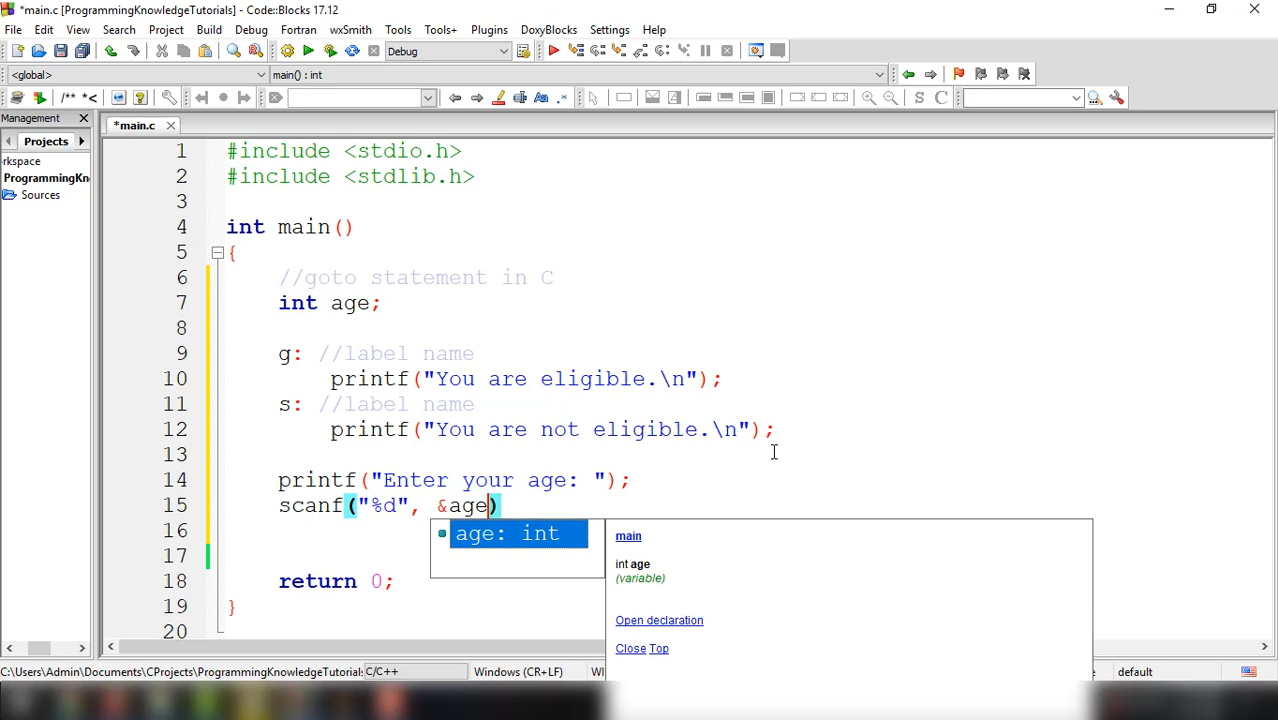 *main.c [ProgrammingKnowledgeTutorials] - Code::Blocks 17.12
File Edit View Search Project Build Debug Fortran wxSmith Tools Tools+ Plugins DoxyBlocks Settings Help
Debug
<global> main() : int
/** *<
Management
Projects
*main.c
rkspace
ProgrammingKn
Sources
1 #include <stdio.h>
2 #include <stdlib.h>
3
4 int main()
5 {
6 //goto statement in C
7 int age;
8
9 g: //label name
10 printf("You are eligible.\n");
11 s: //label name
12 printf("You are not eligible.\n");
13
14 printf("Enter your age: ");
15 scanf("%d", &age)
16
17
18 return 0;
19 }
20
age: int
main
int age
(variable)
Open declaration
Close Top
C:\Users\Admin\Documents\CProjects\ProgrammingKnowledgeTutorials C/C++ Windows (CR+LF) default